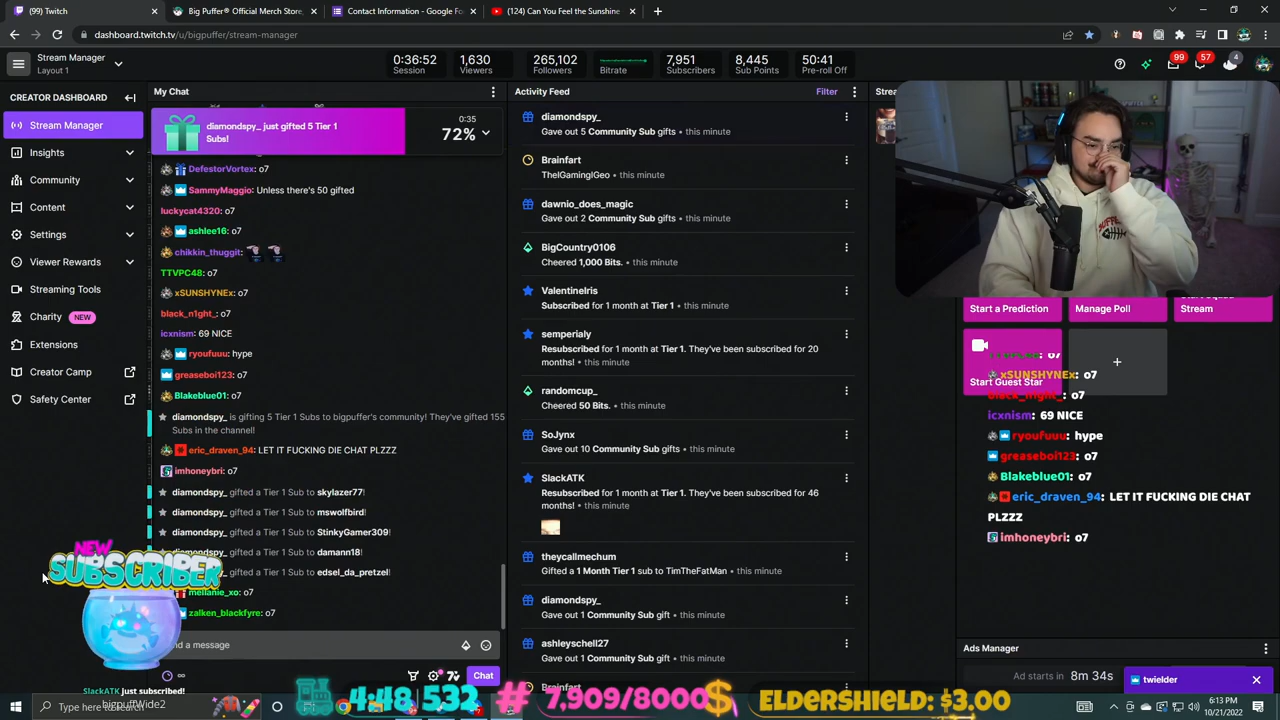 (99) Twitch
Big Puffer® Official Merch Store,
Contact Information - Google Fo
(124) Can You Feel the Sunshine
dashboard.twitch.tv/u/bigpuffer/stream-manager
Stream Manager
Layout 1
0:36:52
Session
1,630
Viewers
265,102
Followers
Bitrate
7,951
Subscribers
8,445
Sub Points
50:41
Pre-roll Off
99
57
4
CREATOR DASHBOARD
Stream Manager
Insights
Community
Content
Settings
Viewer Rewards
Streaming Tools
Charity NEW
Extensions
Creator Camp
Safety Center
My Chat
diamondspy_ just gifted 5 Tier 1
Subs!
0:35
72%
DefestorVortex: o7
SammyMaggio: Unless there's 50 gifted
luckycat4320: o7
ashlee16: o7
chikkin_thuggit:
TTVPC48: o7
xSUNSHYNEx: o7
black_n1ght_: o7
icxnism: 69 NICE
ryoufuuu: hype
greaseboi123: o7
Blakeblue01: o7
diamondspy_ is gifting 5 Tier 1 Subs to bigpuffer's community! They've gifted 155
Subs in the channel!
eric_draven_94: LET IT FUCKING DIE CHAT PLZZZ
imhoneybri: o7
diamondspy_ gifted a Tier 1 Sub to skylazer77!
diamondspy_ gifted a Tier 1 Sub to mswolfbird!
diamondspy_ gifted a Tier 1 Sub to StinkyGamer309!
gifted a Tier 1 Sub to damann18!
gifted a Tier 1 Sub to edsel_da_pretzel!
mellanie_xo: o7
zalken_blackfyre: o7
nd a message
Chat
Activity Feed
Filter
diamondspy_
Gave out 5 Community Sub gifts • this minute
Brainfart
TheIGamingIGeo • this minute
dawnio_does_magic
Gave out 2 Community Sub gifts • this minute
BigCountry0106
Cheered 1,000 Bits. • this minute
ValentineIris
Subscribed for 1 month at Tier 1 • this minute
semperialy
Resubscribed for 1 month at Tier 1. They've been subscribed for 20
months! • this minute
randomcup_
Cheered 50 Bits. • this minute
SoJynx
Gave out 10 Community Sub gifts • this minute
SlackATK
Resubscribed for 1 month at Tier 1. They've been subscribed for 46
months! • this minute
theycallmechum
Gifted a 1 Month Tier 1 sub to TimTheFatMan • this minute
diamondspy_
Gave out 1 Community Sub gift • this minute
ashleyschell27
Gave out 1 Community Sub gift • this minute
Brainfart
Strea
Start a Prediction
Manage Poll
Stream
Start Guest Star
xSUNSHYNEx: o7
icxnism: 69 NICE
ryoufuuu: hype
greaseboi123: o7
Blakeblue01: o7
eric_draven_94: LET IT FUCKING DIE CHAT
PLZZZ
imhoneybri: o7
Ads Manager
Ad starts in 8m 34s
twielder
NEW
SUBSCRIBER
SlackATK just subscribed!
bigpuffWide2
4:48 532
# 7,909/8000
$ ELDERSHIELD: $3.00
Type here to
6:13 PM
10/21/2022